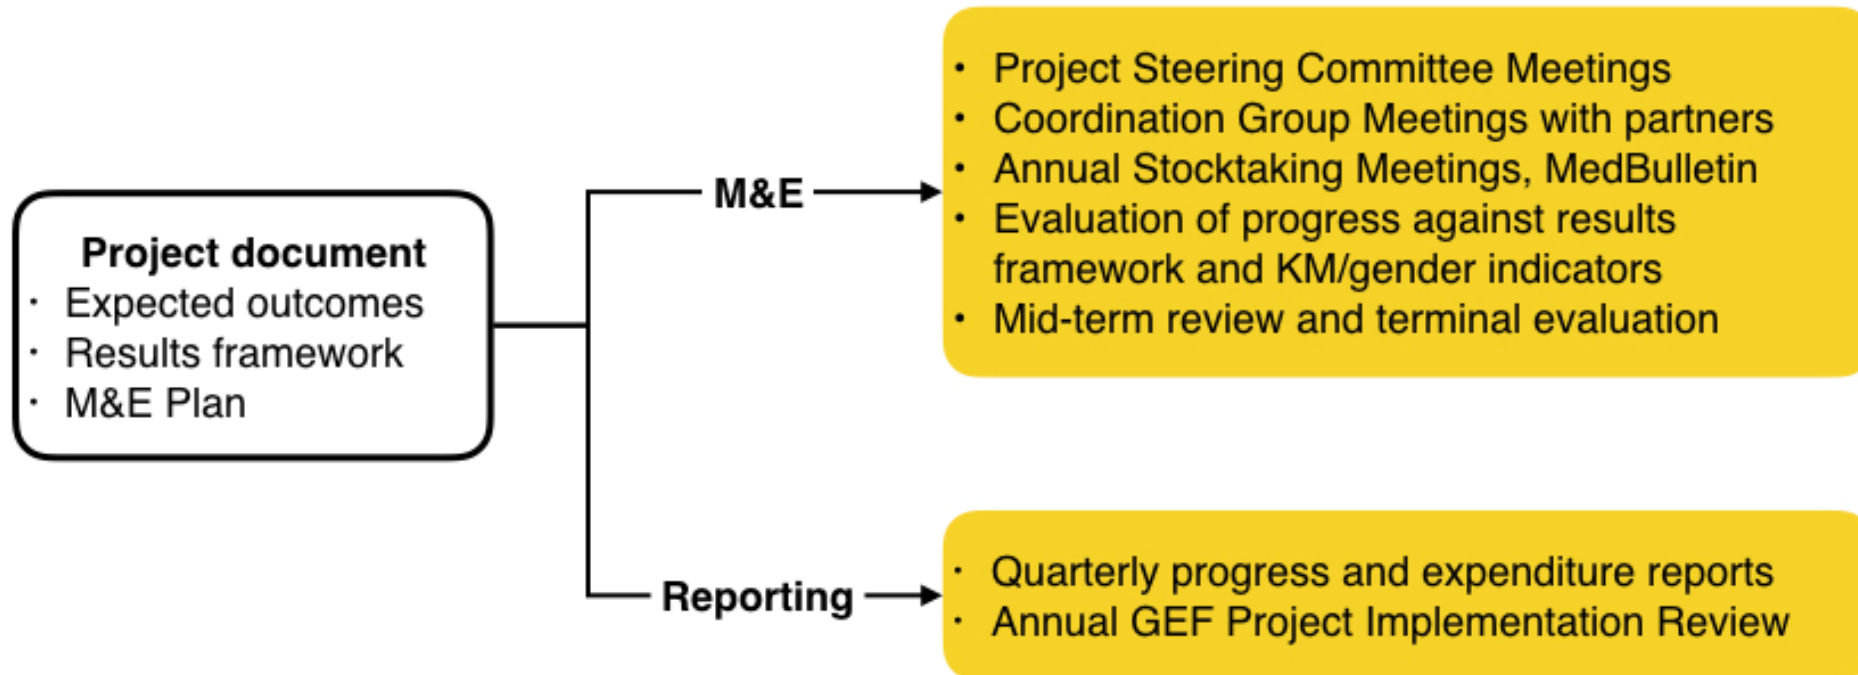 Project document
· Expected outcomes
· Results framework
· M&E Plan
M&E
· Project Steering Committee Meetings
· Coordination Group Meetings with partners
· Annual Stocktaking Meetings, MedBulletin
· Evaluation of progress against results
framework and KM/gender indicators
· Mid-term review and terminal evaluation
Reporting
· Quarterly progress and expenditure reports
· Annual GEF Project Implementation Review